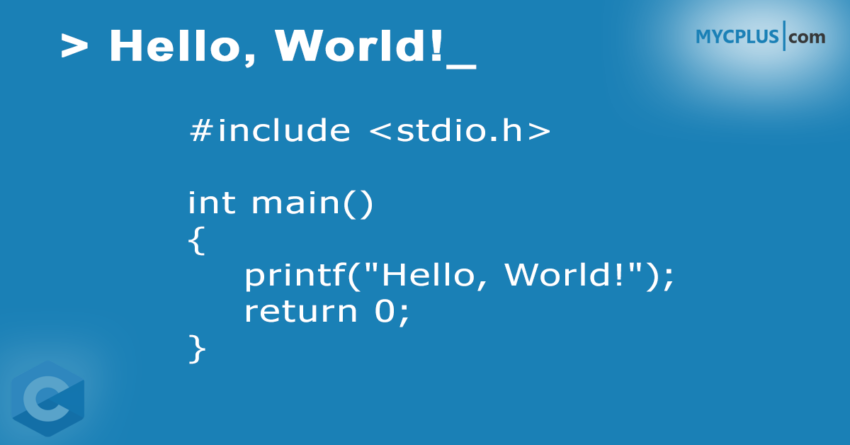 > Hello, World!_
MYCPLUS|com
#include <stdio.h>
int main()
{
printf("Hello, World!");
return 0;
}
C